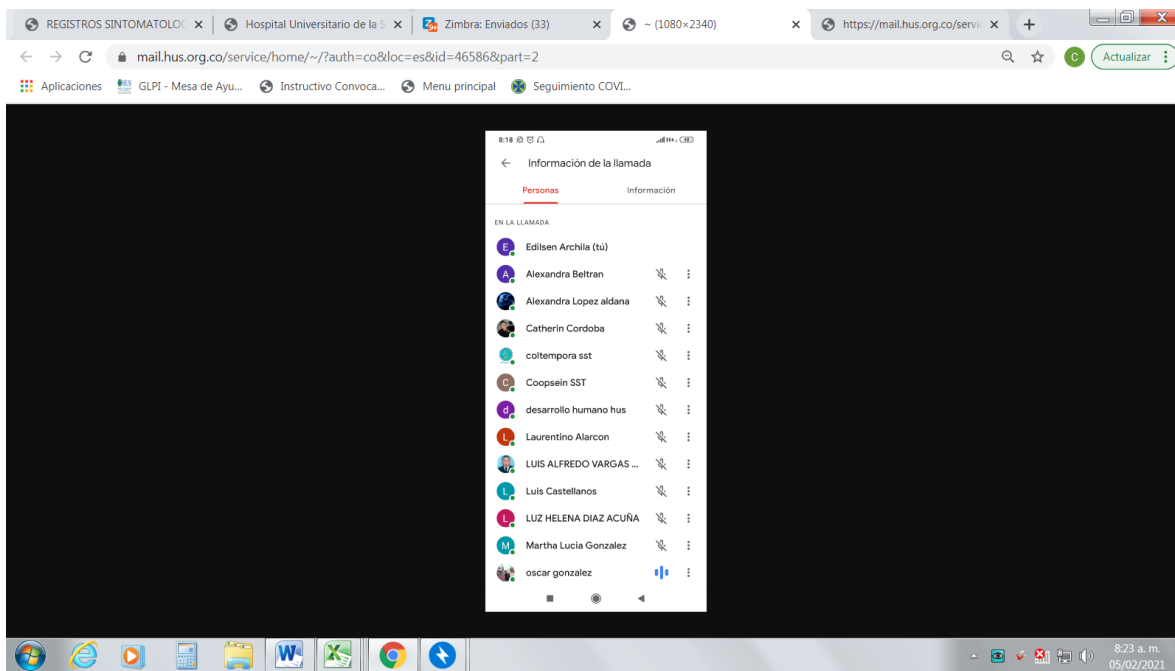 REGISTROS SINTOMATOLOG
Hospital Universitario de la S
Zimbra: Enviados (33)
~ (1080×2340)
https://mail.hus.org.co/servic
mail.hus.org.co/service/home/~/?auth=co&loc=es&id=46586&part=2
C
Actualizar
Aplicaciones
GLPI - Mesa de Ayu...
Instructivo Convoca...
Menu principal
Seguimiento COVI...
8:18
H+
48
Información de la llamada
Personas
Información
EN LA LLAMADA
E
Edilsen Archila (tú)
A
Alexandra Beltran
Alexandra Lopez aldana
Catherin Cordoba
coltempora sst
C
Coopsein SST
d
desarrollo humano hus
L
Laurentino Alarcon
LUIS ALFREDO VARGAS ...
L
Luis Castellanos
L
LUZ HELENA DIAZ ACUÑA
M
Martha Lucia Gonzalez
oscar gonzalez
8:23 a. m.
05/02/2021